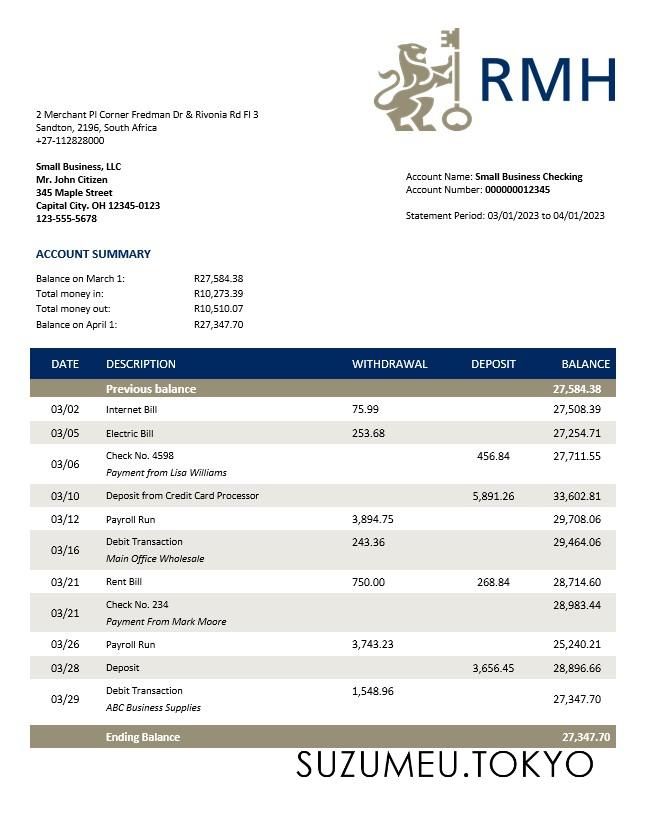 RMH
2 Merchant Pl Corner Fredman Dr & Rivonia Rd Fl 3
Sandton, 2196, South Africa
+27-112828000
Small Business, LLC
Mr. John Citizen
345 Maple Street
Capital City. OH 12345-0123
123-555-5678
Account Name: Small Business Checking
Account Number: 000000012345
Statement Period: 03/01/2023 to 04/01/2023
ACCOUNT SUMMARY
Balance on March 1: R27,584.38
Total money in: R10,273.39
Total money out: R10,510.07
Balance on April 1: R27,347.70
DATE DESCRIPTION WITHDRAWAL DEPOSIT BALANCE
Previous balance 27,584.38
03/02 Internet Bill 75.99 27,508.39
03/05 Electric Bill 253.68 27,254.71
03/06 Check No. 4598 456.84 27,711.55
Payment from Lisa Williams
03/10 Deposit from Credit Card Processor 5,891.26 33,602.81
03/12 Payroll Run 3,894.75 29,708.06
03/16 Debit Transaction 243.36 29,464.06
Main Office Wholesale
03/21 Rent Bill 750.00 268.84 28,714.60
03/21 Check No. 234 28,983.44
Payment From Mark Moore
03/26 Payroll Run 3,743.23 25,240.21
03/28 Deposit 3,656.45 28,896.66
03/29 Debit Transaction 1,548.96 27,347.70
ABC Business Supplies
Ending Balance 27,347.70
SUZUMEU.TOKYO